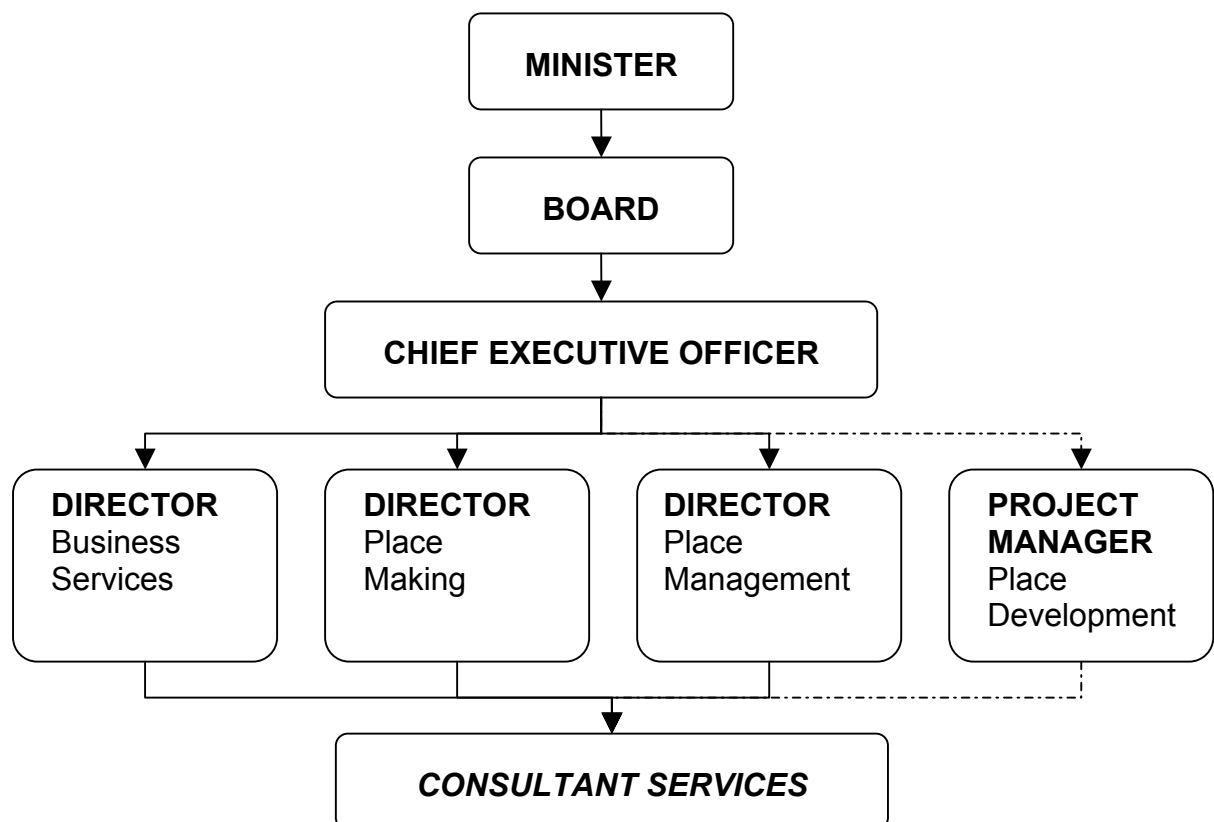 MINISTER
BOARD
CHIEF EXECUTIVE OFFICER
DIRECTOR
Business
Services
DIRECTOR
Place
Making
DIRECTOR
Place
Management
PROJECT
MANAGER
Place
Development
CONSULTANT SERVICES